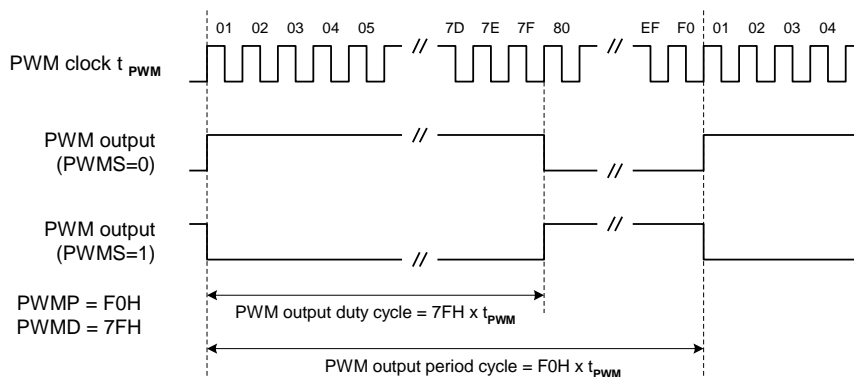 01 02 03 04 05 // 7D 7E 7F 80 // EF F0 01 02 03 04
PWM clock t PWM
PWM output
(PWMS=0)
//
//
PWM output
(PWMS=1)
//
//
PWMP = F0H
PWMD = 7FH
PWM output duty cycle = 7FH x tPWM
PWM output period cycle = F0H x tPWM